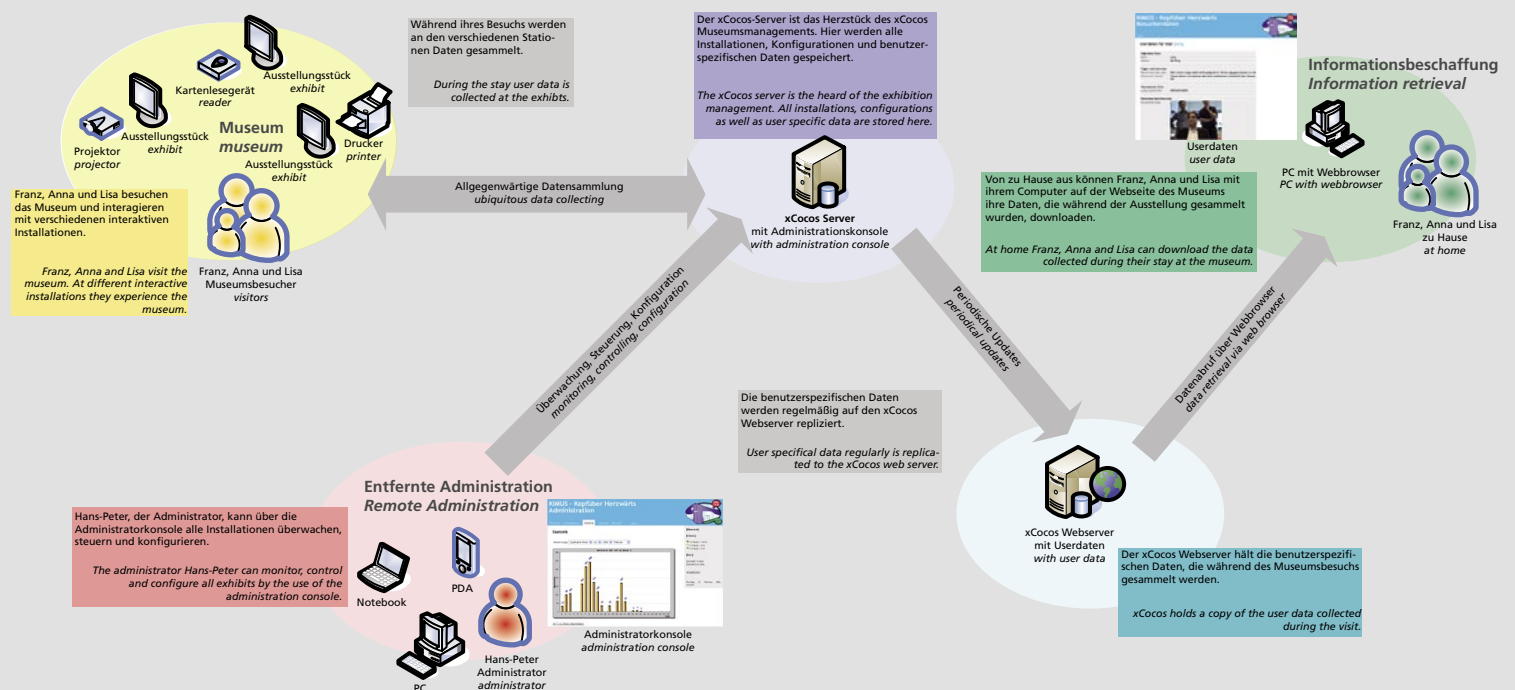 Während ihres Besuchs werden
an den verschiedenen Statio-
nen Daten gesammelt.
During the stay user data is
collected at the exhibts.
Der xCocos-Server ist das Herzstück des xCocos
Museumsmanagements. Hier werden alle
Installationen, Konfigurationen und benutzer-
spezifischen Daten gespeichert.
The xCocos server is the heard of the exhibition
management. All installations, configurations
as well as user specific data are stored here.
Ausstellungsstück
exhibit
Kartenlesegerät
reader
Projektor
projector
Ausstellungsstück
exhibit
Museum
museum
Ausstellungsstück
exhibit
Drucker
printer
Franz, Anna und Lisa besuchen
das Museum und interagieren
mit verschiedenen interaktiven
Installationen.
Franz, Anna and Lisa visit the
museum. At different interactive
installations they experience the
museum.
Franz, Anna und Lisa
Museumsbesucher
visitors
Allgegenwärtige Datensammlung
ubiquitous data collecting
xCocos Server
mit Administrationskonsole
with administration console
RIMUS - Kopfüber Herzwärts
Besucherdaten
Userdaten
user data
Informationsbeschaffung
Information retrieval
PC mit Webbrowser
PC with webbrowser
Franz, Anna und Lisa
zu Hause
at home
Von zu Hause aus können Franz, Anna und Lisa mit
ihrem Computer auf der Webseite des Museums
ihre Daten, die während der Ausstellung gesammelt
wurden, downloaden.
At home Franz, Anna and Lisa can download the data
collected during their stay at the museum.
Überwachung, Steuerung, Konfiguration
monitoring, controlling, configuration
Periodische Updates
periodical updates
Datenabruf über Webbrowser
data retrieval via web browser
Die benutzerspezifischen Daten
werden regelmäßig auf den xCocos
Webserver repliziert.
User specifical data regularly is replica-
ted to the xCocos web server.
Entfernte Administration
Remote Administration
Hans-Peter, der Administrator, kann über die
Administratorkonsole alle Installationen überwachen,
steuern und konfigurieren.
The administrator Hans-Peter can monitor, control
and configure all exhibits by the use of the
administration console.
Notebook
PDA
PC
Hans-Peter
Administrator
administrator
RIMUS - Kopfüber Herzwärts
Administration
Administratorkonsole
administration console
xCocos Webserver
mit Userdaten
with user data
Der xCocos Webserver hält die benutzerspezifi-
schen Daten, die während des Museumsbesuchs
gesammelt werden.
xCocos holds a copy of the user data collected
during the visit.